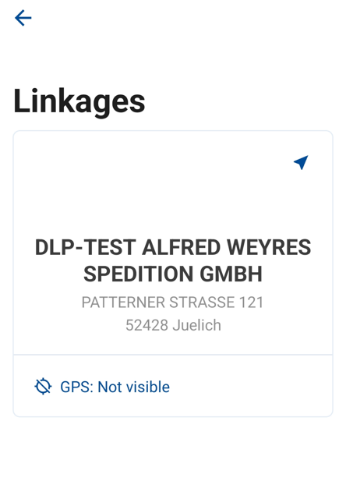 Linkages
DLP-TEST ALFRED WEYRES
SPEDITION GMBH
PATTERNER STRASSE 121
52428 Juelich
GPS: Not visible